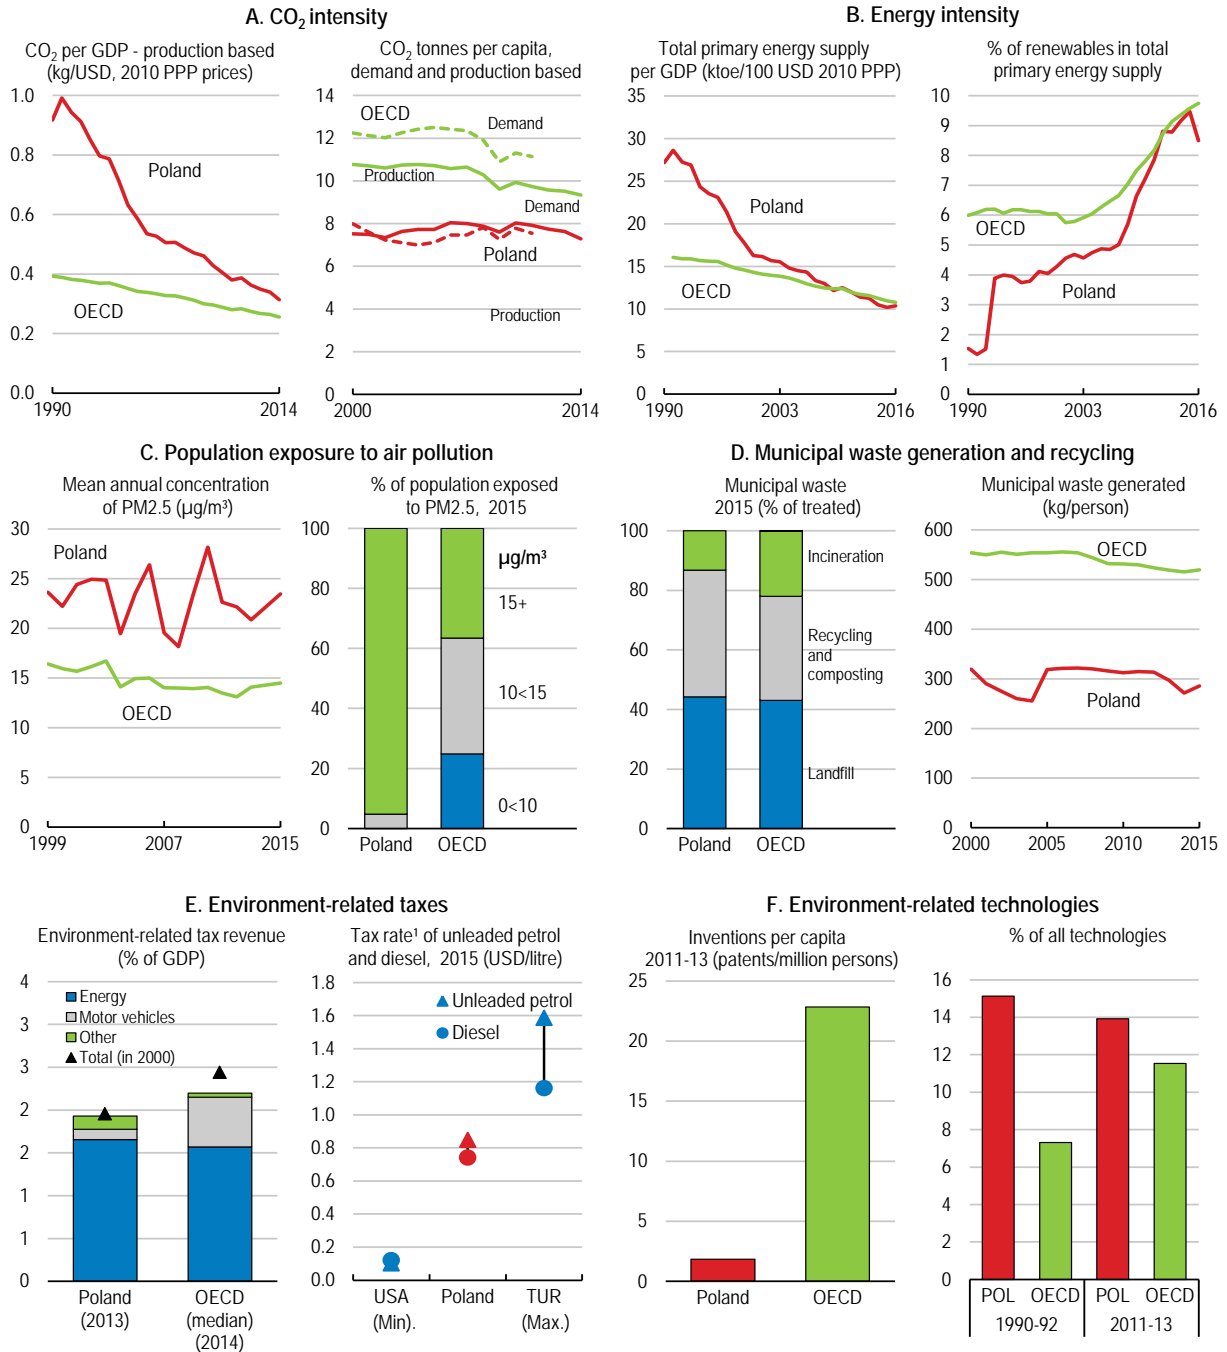 A. CO₂ intensity
CO₂ per GDP - production based
(kg/USD, 2010 PPP prices)
1.0
0.8
0.6
0.4
0.2
0.0
Poland
OECD
1990
2014
CO₂ tonnes per capita,
demand and production based
14
12
10
8
6
4
2
0
OECD
Demand
Production
Demand
Poland
Production
2000
2014
B. Energy intensity
Total primary energy supply
per GDP (ktoe/100 USD 2010 PPP)
35
30
25
20
15
10
5
0
Poland
OECD
1990
2003
2016
% of renewables in total
primary energy supply
10
9
8
7
6
5
4
3
2
1
0
OECD
Poland
1990
2003
2016
C. Population exposure to air pollution
Mean annual concentration
of PM2.5 (µg/m³)
30
25
20
15
10
5
0
Poland
OECD
1999
2007
2015
% of population exposed
to PM2.5, 2015
100
80
60
40
20
0
µg/m³
15+
10<15
0<10
Poland
OECD
D. Municipal waste generation and recycling
Municipal waste
2015 (% of treated)
100
80
60
40
20
0
Incineration
Recycling
and
composting
Landfill
Poland
OECD
Municipal waste generated
(kg/person)
600
500
400
300
200
100
0
OECD
Poland
2000
2005
2010
2015
E. Environment-related taxes
Environment-related tax revenue
(% of GDP)
4
3
3
2
2
1
1
0
Energy
Motor vehicles
Other
Total (in 2000)
Poland
(2013)
OECD
(median)
(2014)
Tax rate¹ of unleaded petrol
and diesel, 2015 (USD/litre)
1.8
1.6
1.4
1.2
1.0
0.8
0.6
0.4
0.2
0.0
Unleaded petrol
Diesel
USA
(Min).
Poland
TUR
(Max.)
F. Environment-related technologies
Inventions per capita
2011-13 (patents/million persons)
25
20
15
10
5
0
Poland
OECD
% of all technologies
16
14
12
10
8
6
4
2
0
POL OECD POL OECD
1990-92 2011-13